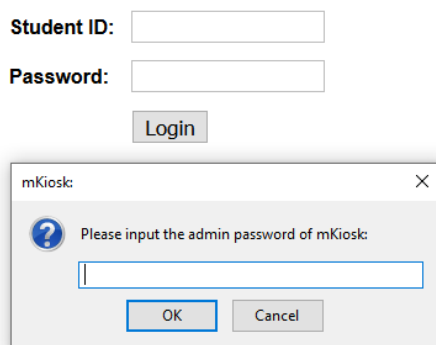 Student ID:
Password:
Login
mKiosk:
Please input the admin password of mKiosk:
OK
Cancel